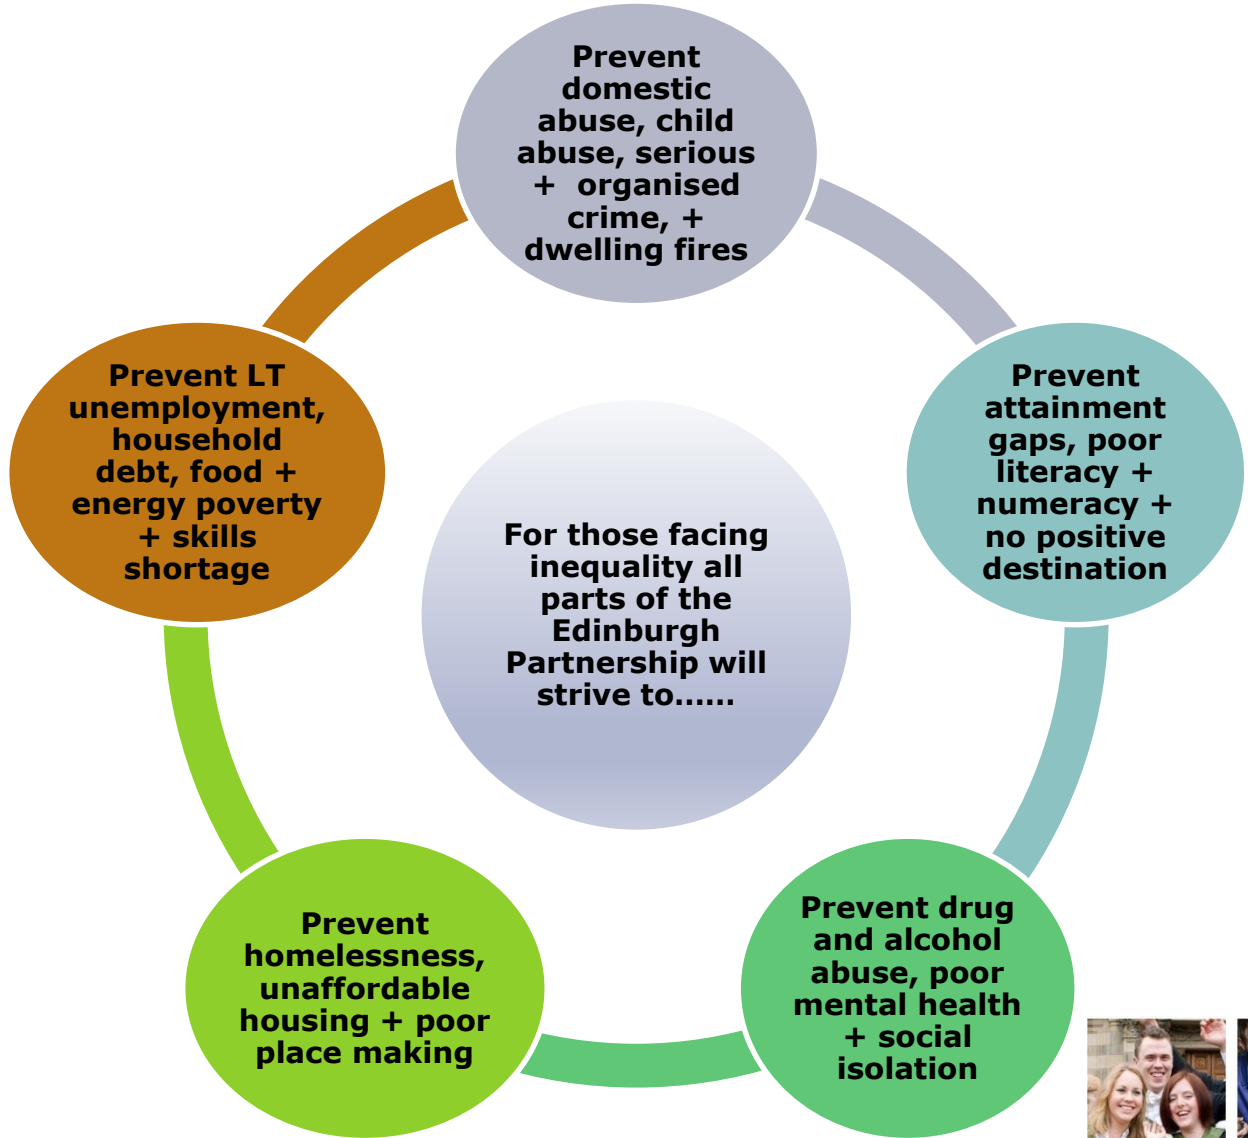 Prevent
domestic
abuse, child
abuse, serious
+ organised
crime, +
dwelling fires
Prevent
attainment
gaps, poor
literacy +
numeracy +
no positive
destination
Prevent drug
and alcohol
abuse, poor
mental health
+ social
isolation
Prevent
homelessness,
unaffordable
housing + poor
place making
Prevent LT
unemployment,
household
debt, food +
energy poverty
+ skills
shortage
For those facing
inequality all
parts of the
Edinburgh
Partnership will
strive to......